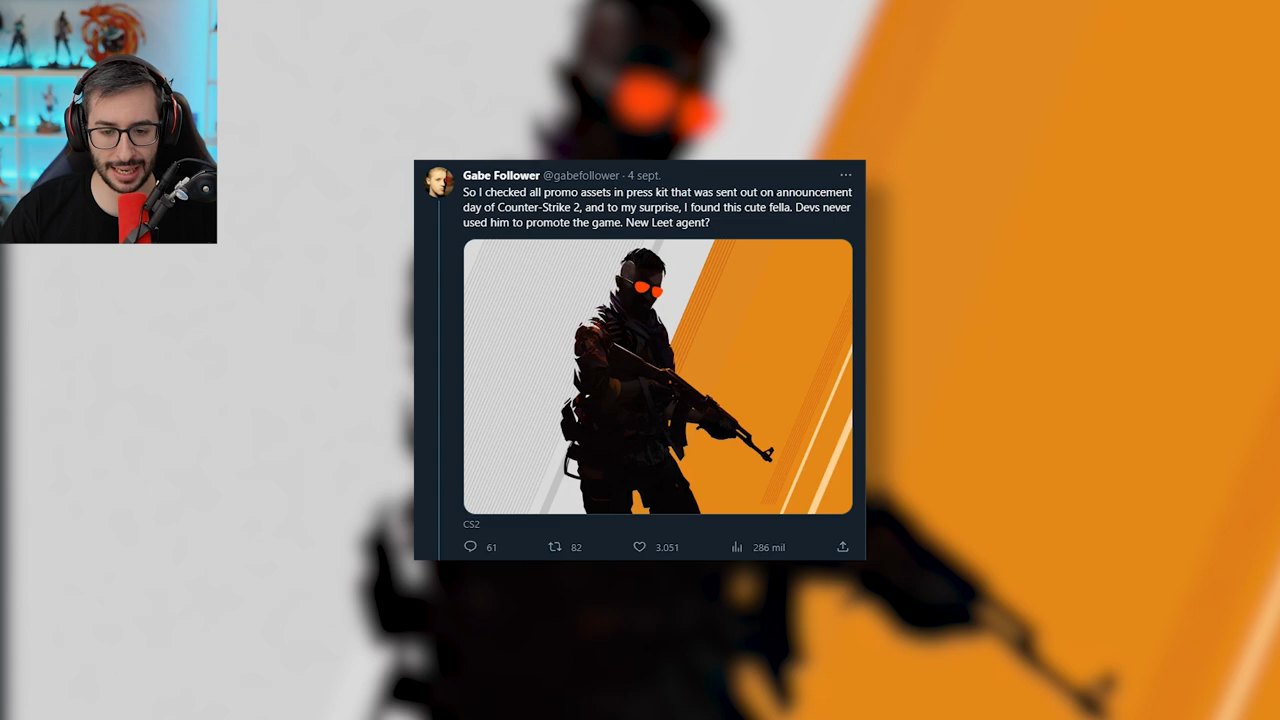 Gabe Follower @gabefollower · 4 sept.
So I checked all promo assets in press kit that was sent out on announcement
day of Counter-Strike 2, and to my surprise, I found this cute fella. Devs never
used him to promote the game. New Leet agent?
CS2
61 82 3.051 286 mil